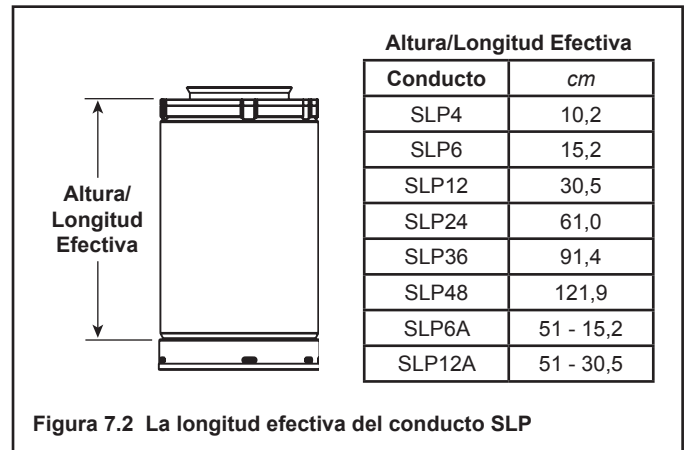 Altura/Longitud Efectiva
Conducto cm
SLP4 10,2
SLP6 15,2
SLP12 30,5
SLP24 61,0
SLP36 91,4
SLP48 121,9
SLP6A 51 - 15,2
SLP12A 51 - 30,5
Altura/
Longitud
Efectiva
Figura 7.2 La longitud efectiva del conducto SLP